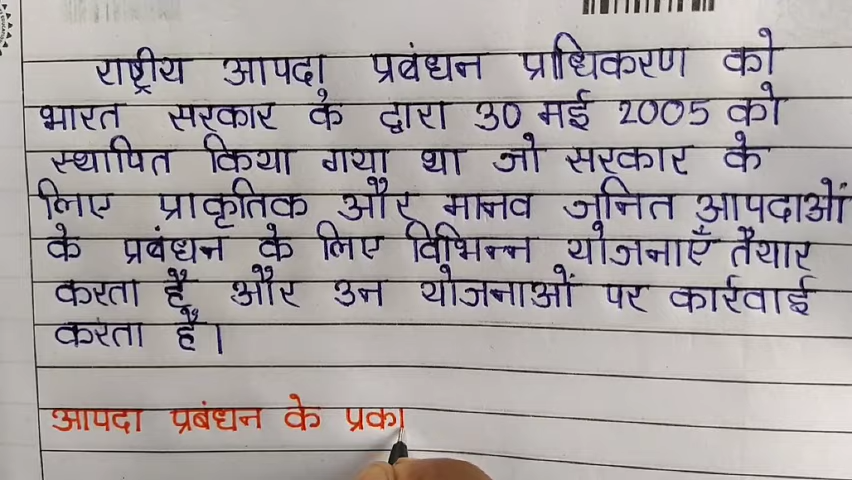 राष्ट्रीय आपदा प्रबंधन प्राधिकरण को
भारत सरकार के द्वारा 30 मई 2005 को
स्थापित किया गया था जो सरकार के
लिए प्राकृतिक और मानव जनित आपदाओं
के प्रबंधन के लिए विभिन्न योजनाएँ तैयार
करता है और उन योजनाओं पर कार्रवाई
करता है।
आपदा प्रबंधन के प्रका